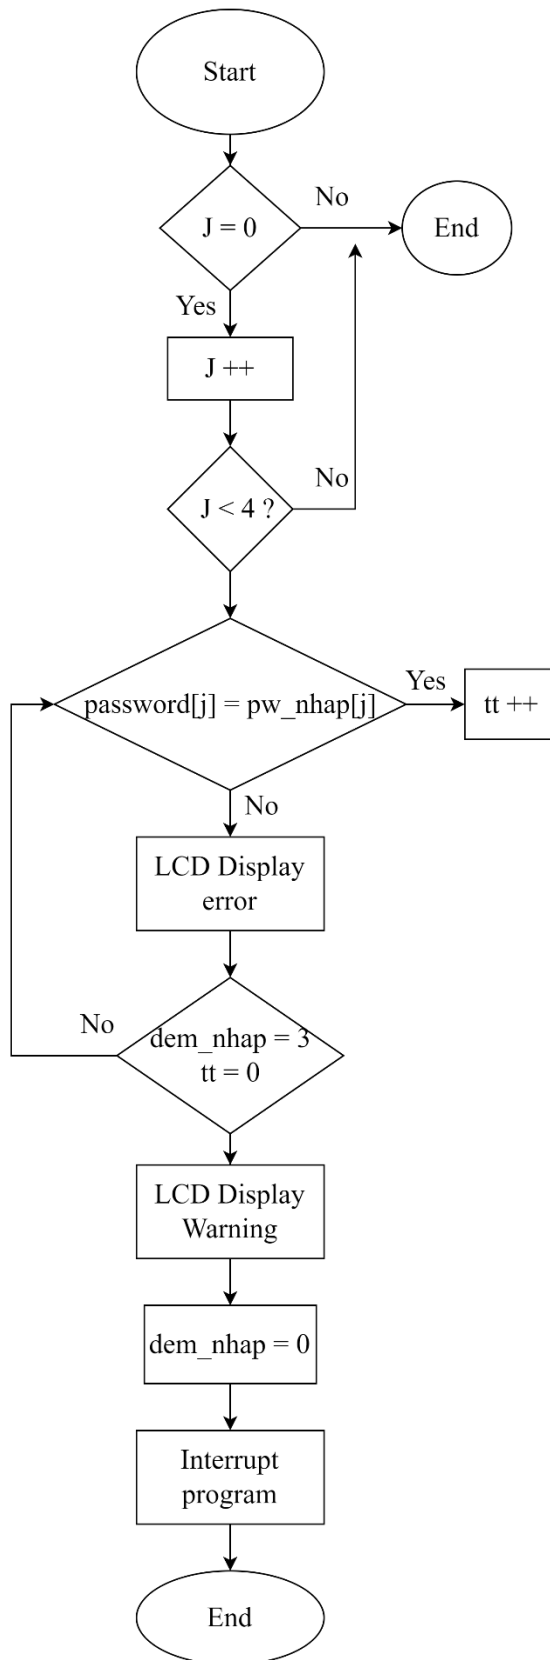 Start
J = 0
No
End
Yes
J ++
J < 4 ?
No
password[j] = pw_nhap[j]
Yes
tt ++
No
LCD Display
error
No
dem_nhap = 3
tt = 0
LCD Display
Warning
dem_nhap = 0
Interrupt
program
End